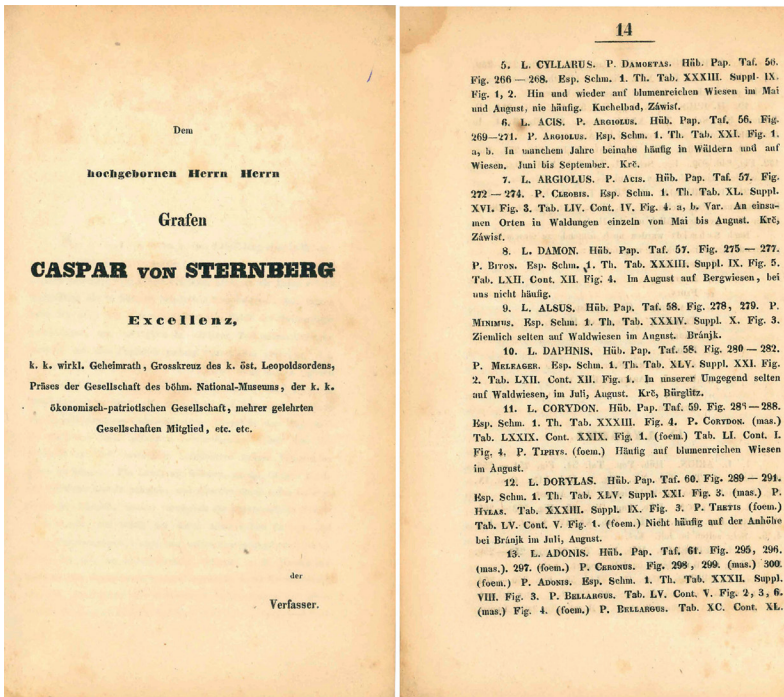 Dem
hochgebornen Herrn Herrn
Grafen
CASPAR VON STERNBERG
Excellenz,
k. k. wirkl. Geheimrath, Grosskreuz des k. öst. Leopoldsordens,
Präses der Gesellschaft des böhm. National-Museums, der k. k.
ökonomisch-patriotischen Gesellschaft, mehrer gelehrten
Gesellschaften Mitglied, etc. etc.
der
Verfasser.
14
5. L. CYLLARUS. P. DAMOETAS. Hüb. Pap. Taf. 56.
Fig. 266 — 268. Esp. Schm. 1. Th. Tab. XXXIII. Suppl. IX.
Fig. 1, 2. Hin und wieder auf blumenreichen Wiesen im Mai
und August, nie häufig. Kuchelbad, Záwist.
6. L. ACIS. P. ARGIOLUS. Hüb. Pap. Taf. 56. Fig.
269—271. P. ARGIOLUS. Esp. Schm. 1. Th. Tab. XXI. Fig. 1.
a, b. In manchem Jahre beinahe häufig in Wäldern und auf
Wiesen. Juni bis September. Krč.
7. L. ARGIOLUS. P. ACIS. Hüb. Pap. Taf. 57. Fig.
272 — 274. P. CLEOBIS. Esp. Schm. 1. Th. Tab. XL. Suppl.
XVI. Fig. 3. Tab. LIV. Cont. IV. Fig. 4. a, b. Var. An einsa-
men Orten in Waldungen einzeln von Mai bis August. Krč,
Záwist.
8. L. DAMON. Hüb. Pap. Taf. 57. Fig. 275 — 277.
P. BITON. Esp. Schm. 1. Th. Tab. XXXIII. Suppl. IX. Fig. 5.
Tab. LXII. Cont. XII. Fig. 4. Im August auf Bergwiesen, bei
uns nicht häufig.
9. L. ALSUS. Hüb. Pap. Taf. 58. Fig. 278, 279. P.
MINIMUS. Esp. Schm. 1. Th. Tab. XXXIV. Suppl. X. Fig. 3.
Ziemlich selten auf Waldwiesen im August. Bránjk.
10. L. DAPHNIS. Hüb. Pap. Taf. 58. Fig. 280 — 282.
P. MELEAGER. Esp. Schm. 1. Th. Tab. XLV. Suppl. XXI. Fig.
2. Tab. LXII. Cont. XII. Fig. 1. In unserer Umgegend selten
auf Waldwiesen, im Juli, August. Krč, Bürglitz.
11. L. CORYDON. Hüb. Pap. Taf. 59. Fig. 286 — 288.
Esp. Schm. 1. Th. Tab. XXXIII. Fig. 4. P. CORYDON. (mas.)
Tab. LXXIX. Cont. XXIX. Fig. 1. (foem.) Tab. LI. Cont. I.
Fig. 4. P. TIPHYS. (foem.) Häufig auf blumenreichen Wiesen
im August.
12. L. DORYLAS. Hüb. Pap. Taf. 60. Fig. 289 — 291.
Esp. Schm. 1. Th. Tab. XLV. Suppl. XXI. Fig. 3. (mas.) P.
HYLAS. Tab. XXXIII. Suppl. IX. Fig. 3. P. THETIS (foem.)
Tab. LV. Cont. V. Fig. 1. (foem.) Nicht häufig auf der Anhöhe
bei Bránjk im Juli, August.
13. L. ADONIS. Hüb. Pap. Taf. 61. Fig. 295, 296.
(mas.). 297. (foem.) P. CERONUS. Fig. 298, 299. (mas.) 300.
(foem.) P. ADONIS. Esp. Schm. 1. Th. Tab. XXXII. Suppl.
VIII. Fig. 3. P. BELLARGUS. Tab. LV. Cont. V. Fig. 2, 3, 6.
(mas.) Fig. 4. (foem.) P. BELLARGUS. Tab. XC. Cont. XL.